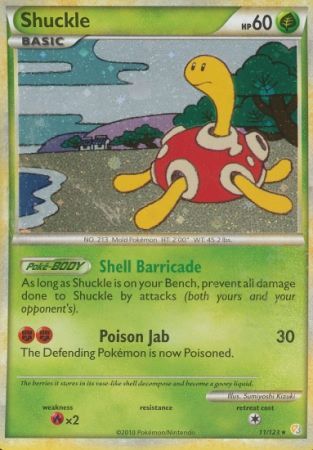 Shuckle
HP 60
BASIC
NO. 213 Mold Pokémon HT: 2'00" WT: 45.2 lbs.
Poké-BODY Shell Barricade
As long as Shuckle is on your Bench, prevent all damage
done to Shuckle by attacks (both yours and your
opponent's).
Poison Jab 30
The Defending Pokémon is now Poisoned.
The berries it stores in its vase-like shell decompose and become a gooey liquid.
Illus. Sumiyoshi Kizuki
weakness resistance retreat cost
×2
©2010 Pokémon/Nintendo
11/123 ★